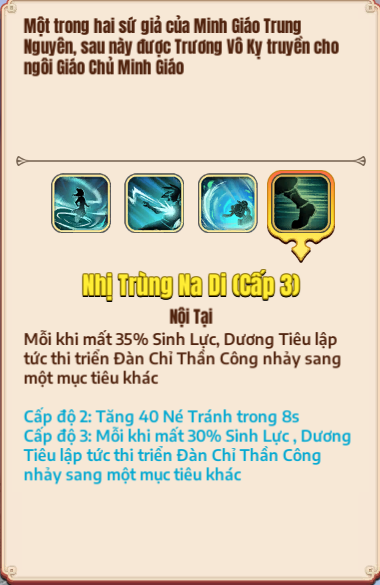 Một trong hai sứ giả của Minh Giáo Trung
Nguyên, sau này được Trương Vô Kỵ truyền cho
ngôi Giáo Chủ Minh Giáo
Nhị Trùng Na Di (Cấp 3)
Nội Tại
Mỗi khi mất 35% Sinh Lực, Dương Tiêu lập
tức thi triển Đàn Chỉ Thần Công nhảy sang
một mục tiêu khác
Cấp độ 2: Tăng 40 Né Tránh trong 8s
Cấp độ 3: Mỗi khi mất 30% Sinh Lực , Dương
Tiêu lập tức thi triển Đàn Chỉ Thần Công
nhảy sang một mục tiêu khác